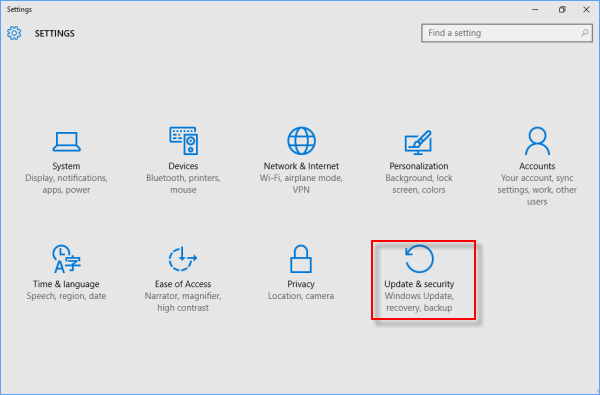 Settings
SETTINGS
Find a setting
System
Display, notifications,
apps, power
Devices
Bluetooth, printers,
mouse
Network & Internet
Wi-Fi, airplane mode,
VPN
Personalization
Background, lock
screen, colors
Accounts
Your account, sync
settings, work, other
users
A字
Time & language
Speech, region, date
Ease of Access
Narrator, magnifier,
high contrast
Privacy
Location, camera
Update & security
Windows Update,
recovery, backup